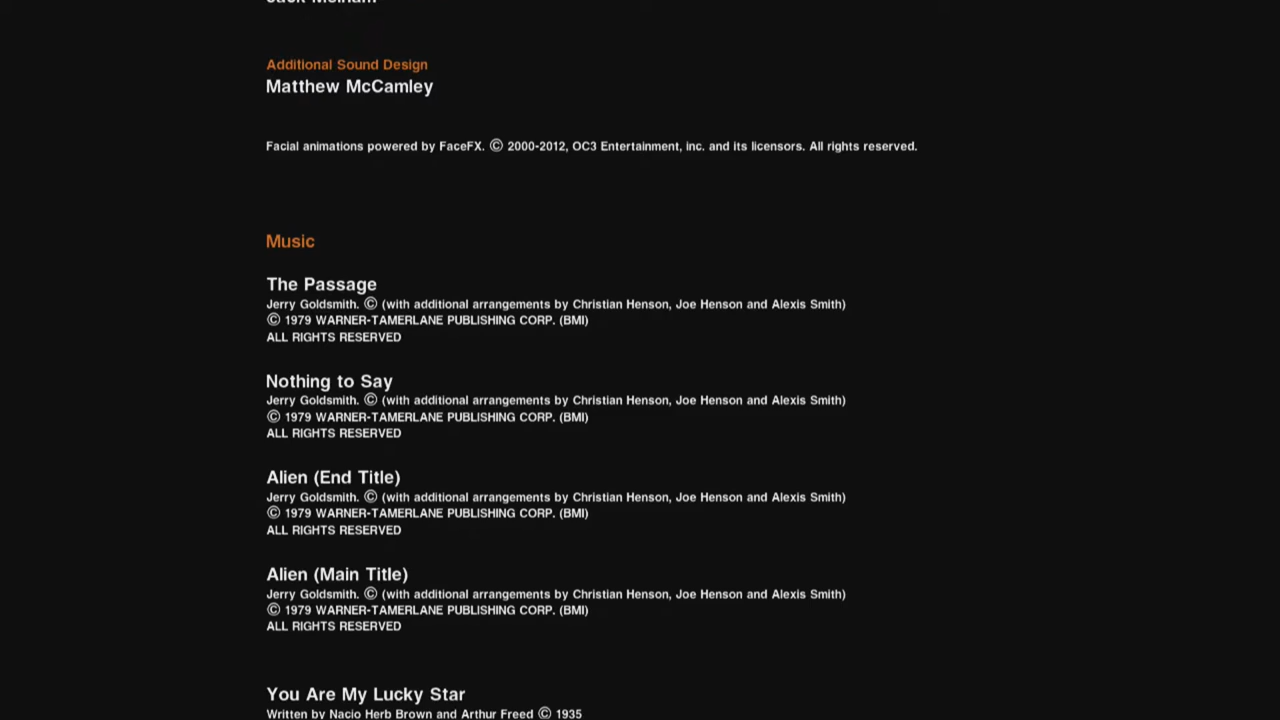 Additional Sound Design
Matthew McCamley
Facial animations powered by FaceFX. © 2000-2012, OC3 Entertainment, inc. and its licensors. All rights reserved.
Music
The Passage
Jerry Goldsmith. © (with additional arrangements by Christian Henson, Joe Henson and Alexis Smith)
© 1979 WARNER-TAMERLANE PUBLISHING CORP. (BMI)
ALL RIGHTS RESERVED
Nothing to Say
Jerry Goldsmith. © (with additional arrangements by Christian Henson, Joe Henson and Alexis Smith)
© 1979 WARNER-TAMERLANE PUBLISHING CORP. (BMI)
ALL RIGHTS RESERVED
Alien (End Title)
Jerry Goldsmith. © (with additional arrangements by Christian Henson, Joe Henson and Alexis Smith)
© 1979 WARNER-TAMERLANE PUBLISHING CORP. (BMI)
ALL RIGHTS RESERVED
Alien (Main Title)
Jerry Goldsmith. © (with additional arrangements by Christian Henson, Joe Henson and Alexis Smith)
© 1979 WARNER-TAMERLANE PUBLISHING CORP. (BMI)
ALL RIGHTS RESERVED
You Are My Lucky Star
Written by Nacio Herb Brown and Arthur Freed © 1935